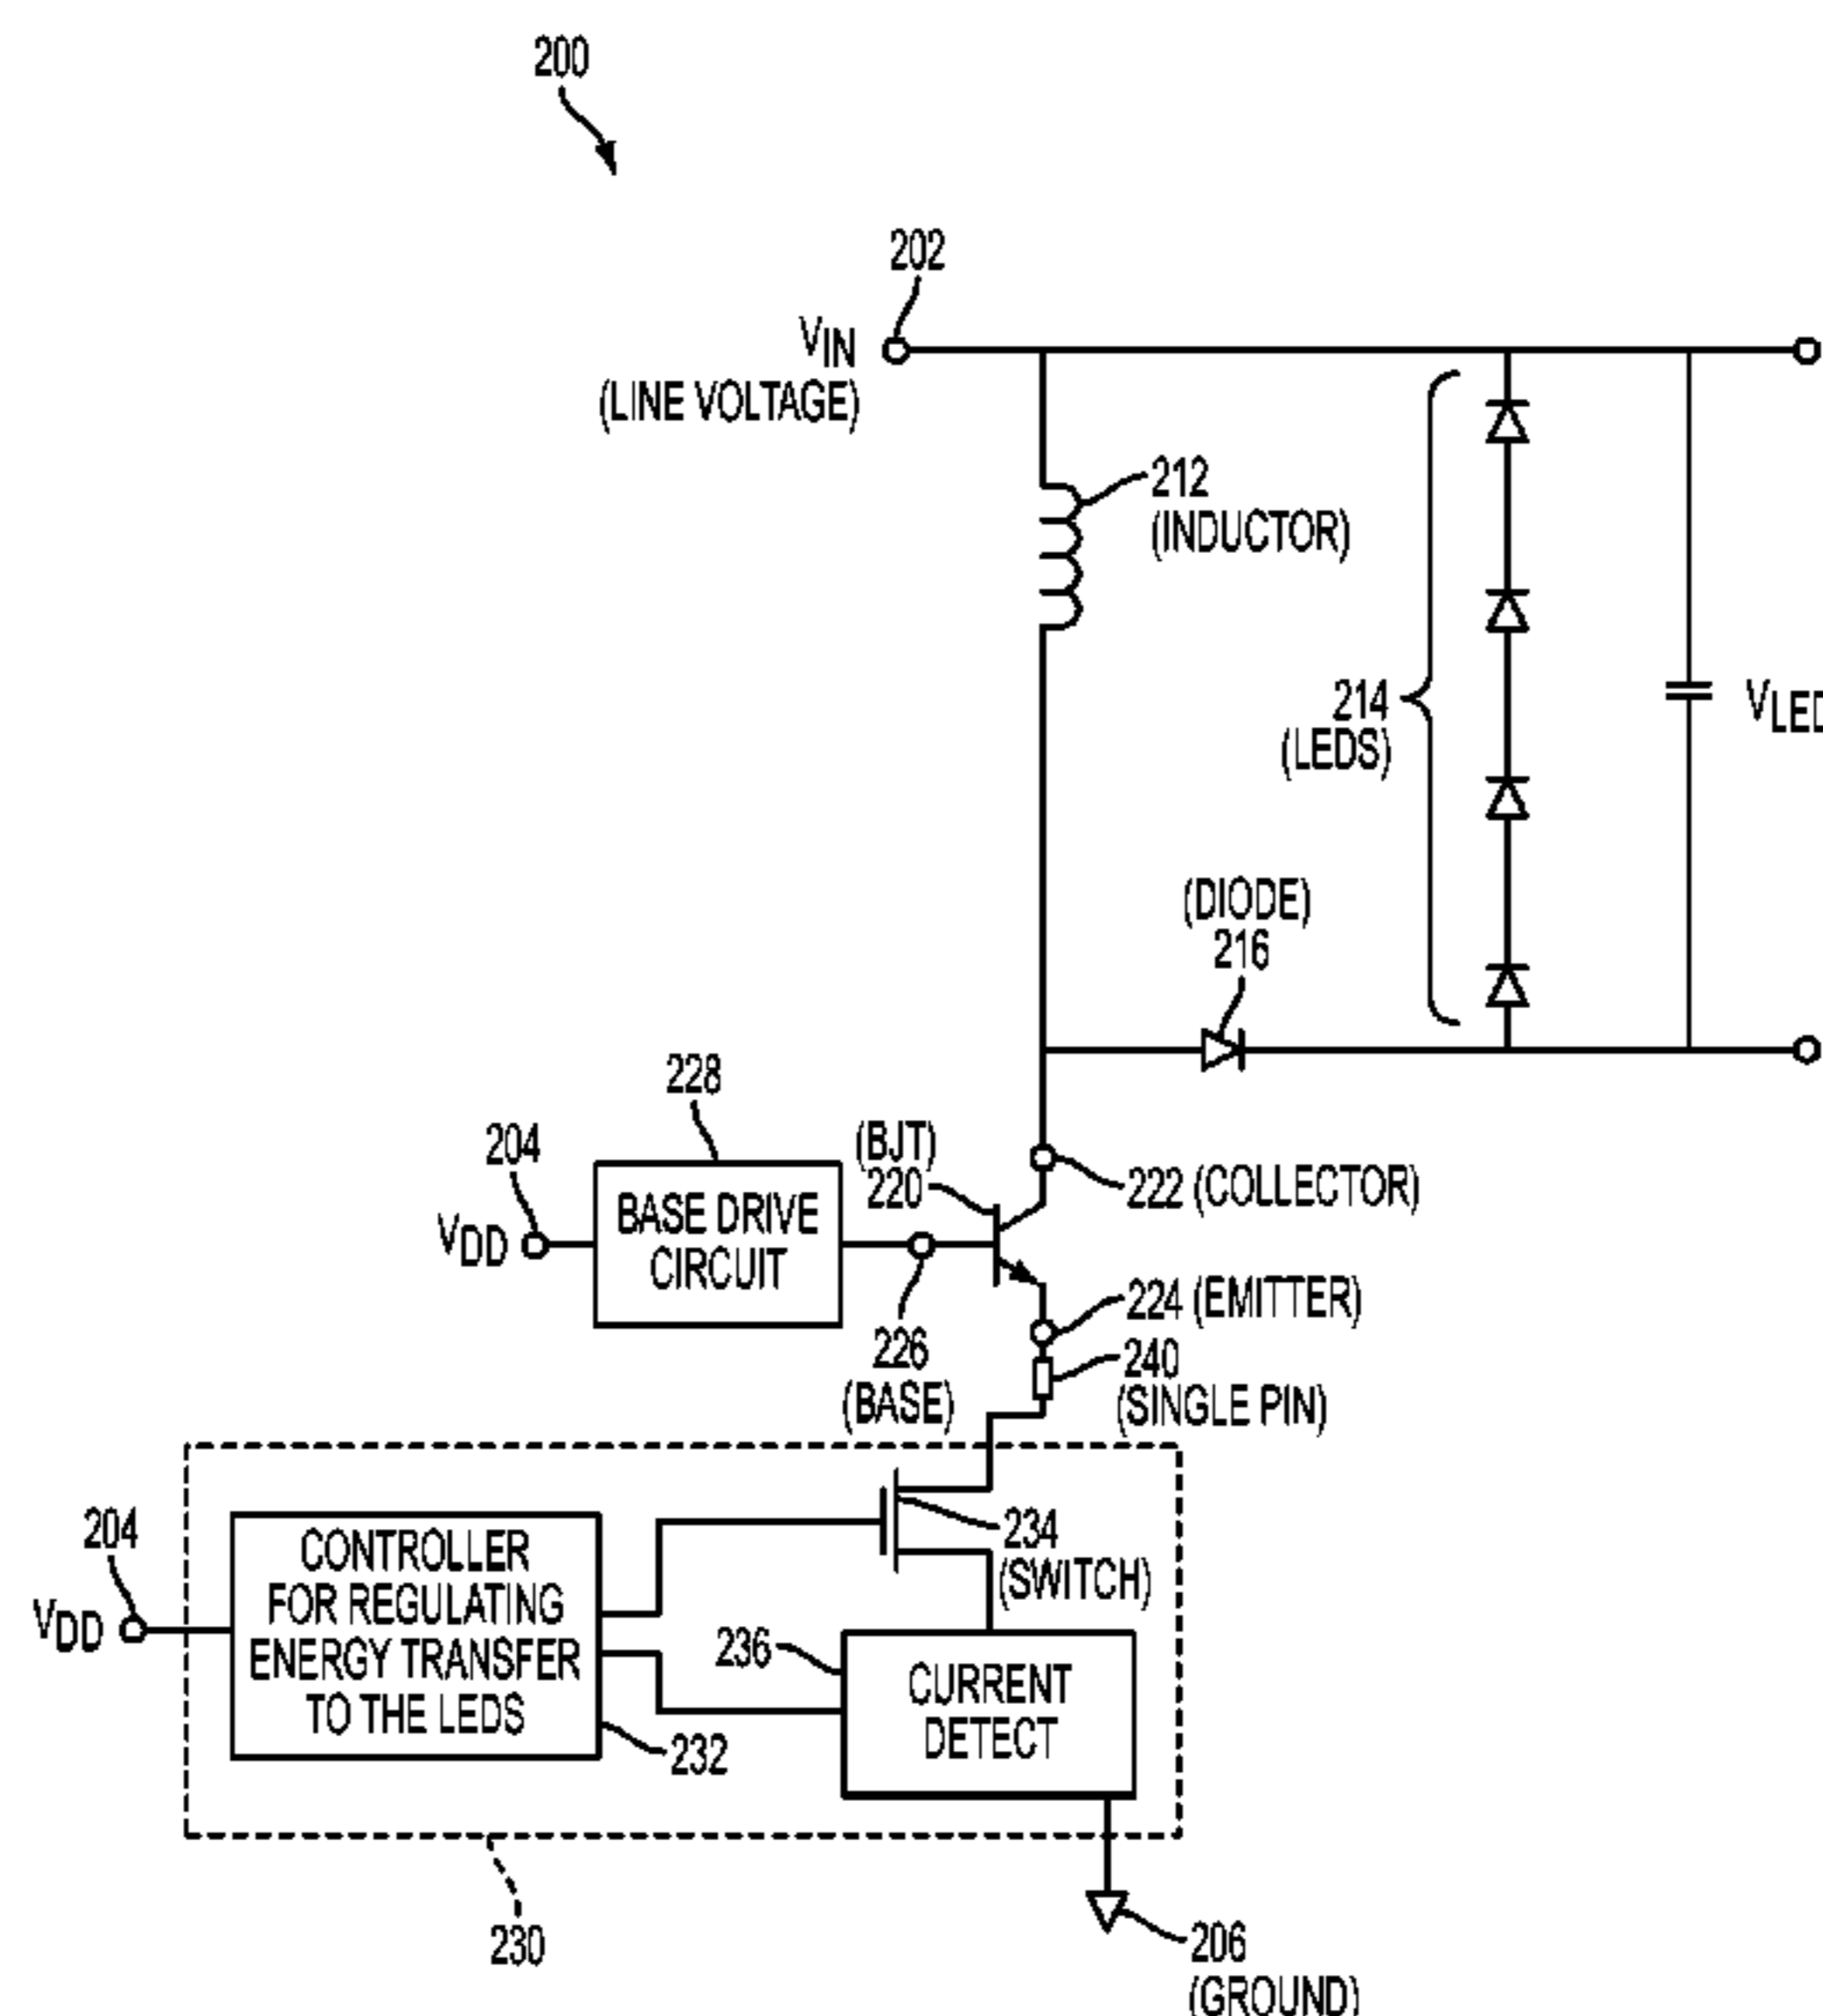 200
202
VIN
(LINE VOLTAGE)
212
(INDUCTOR)
214
(LEDS)
VLED
(DIODE)
216
228
204
VDD
BASE DRIVE
CIRCUIT
(BJT)
220
222 (COLLECTOR)
224 (EMITTER)
226
(BASE)
240
(SINGLE PIN)
204
VDD
CONTROLLER
FOR REGULATING
ENERGY TRANSFER
TO THE LEDS
232
234
(SWITCH)
236
CURRENT
DETECT
230
206
(GROUND)